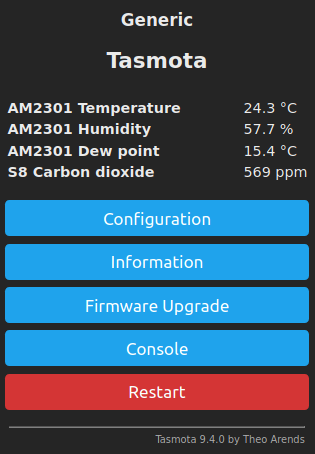 Generic
Tasmota
AM2301 Temperature 24.3 °C
AM2301 Humidity 57.7 %
AM2301 Dew point 15.4 °C
S8 Carbon dioxide 569 ppm
Configuration
Information
Firmware Upgrade
Console
Restart
Tasmota 9.4.0 by Theo Arends